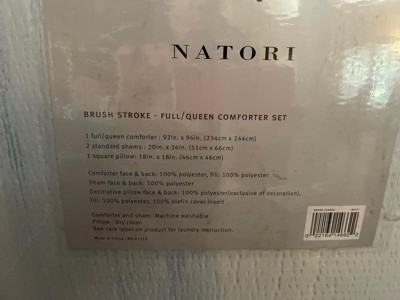 NATORI
BRUSH STROKE - FULL/QUEEN COMFORTER SET
1 full/queen comforter : 92in. x 96in. (234cm x 244cm)
2 standard shams : 20in. x 26in. (51cm x 66cm)
1 square pillow: 18in. x 18in. (46cm x 46cm)
Comforter face & back: 100% polyester, fill: 100% polyester
Sham face & back: 100% polyester
Decorative pillow face & back: 100% polyester(exclusive of decoration),
fill: 100% polyester, 100% olefin cover insert
Comforter and sham: Machine washable
Pillow : Dry clean
See care label on product for laundry instruction.
Made in China /